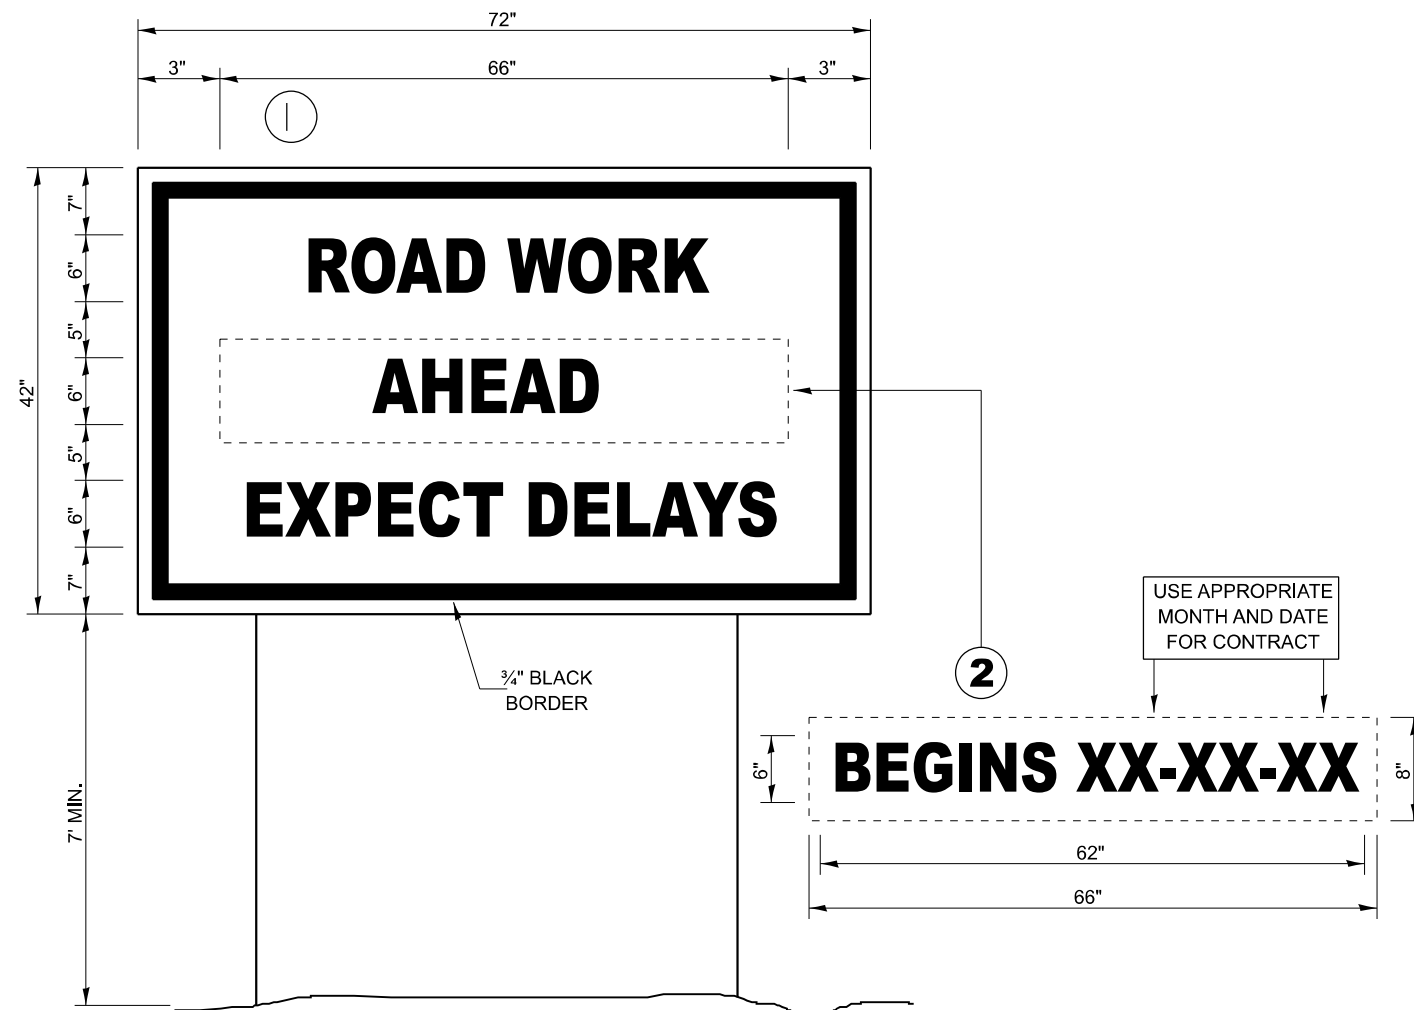 72"
3" 66" 3"
1
7"
6"
5"
6"
5"
6"
7"
42"
7' MIN.
ROAD WORK
AHEAD
EXPECT DELAYS
¾" BLACK
BORDER
2
USE APPROPRIATE
MONTH AND DATE
FOR CONTRACT
BEGINS XX-XX-XX
6"
8"
62"
66"